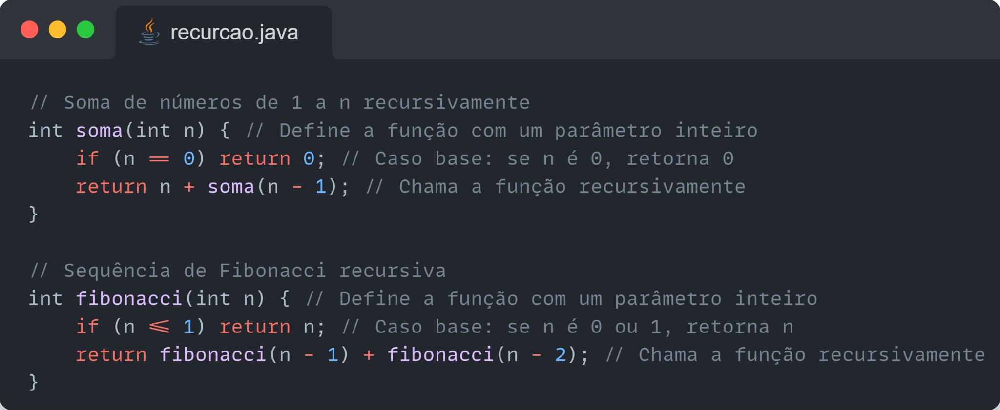 recurcao.java
// Soma de números de 1 a n recursivamente
int soma(int n) { // Define a função com um parâmetro inteiro
    if (n == 0) return 0; // Caso base: se n é 0, retorna 0
    return n + soma(n - 1); // Chama a função recursivamente
}
// Sequência de Fibonacci recursiva
int fibonacci(int n) { // Define a função com um parâmetro inteiro
    if (n <= 1) return n; // Caso base: se n é 0 ou 1, retorna n
    return fibonacci(n - 1) + fibonacci(n - 2); // Chama a função recursivamente
}